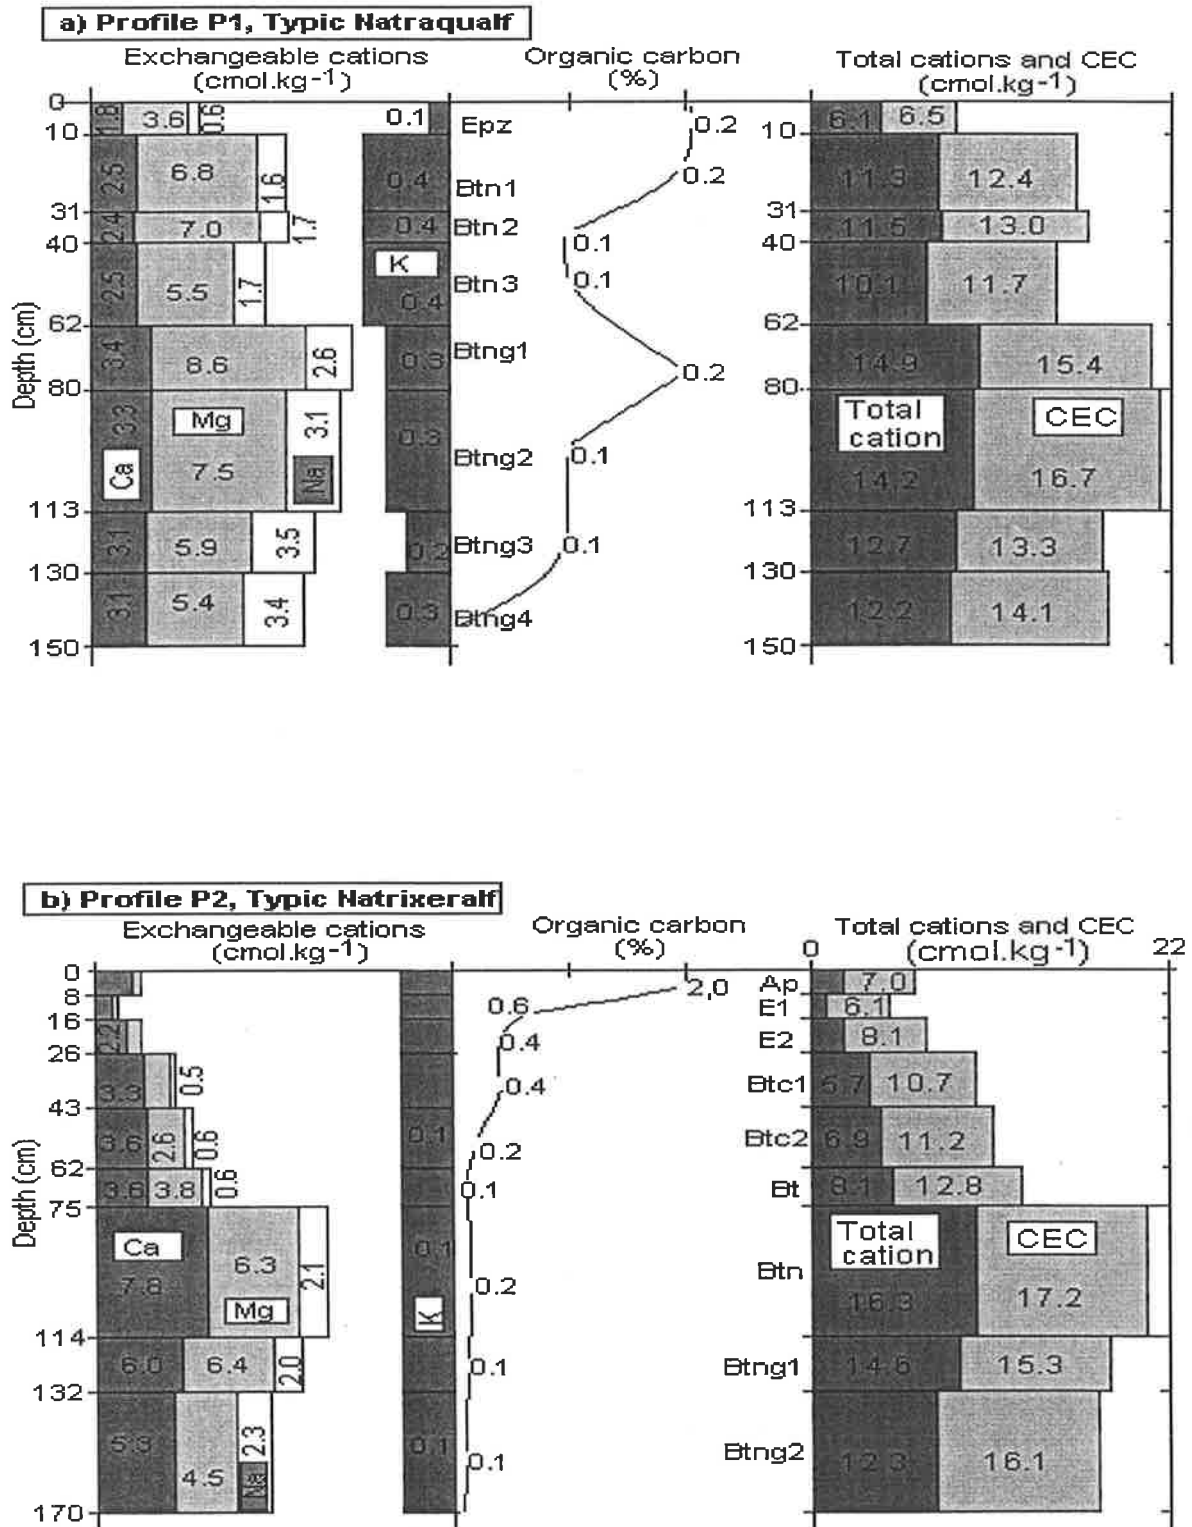 a) Profile P1, Typic Natraqualf
Exchangeable cations
(cmol.kg-1)
Organic carbon
(%)
Total cations and CEC
(cmol.kg-1)
Depth (cm)
0
1.8 3.6 0.6 0.1 Epz 0.2 6.1 6.5
10 10
2.5 6.8 1.6 0.4 Btn1 0.2 11.3 12.4
31 31
2.4 7.0 1.7 0.4 Btn2 0.1 11.5 13.0
40 40
K
2.5 5.5 1.7 0.4 Btn3 0.1 10.1 11.7
62 62
3.4 8.6 2.6 0.3 Btng1 0.2 14.9 15.4
80 80
Ca Mg Na Total cation CEC
3.3 7.5 3.1 0.3 Btng2 0.1 14.2 16.7
113 113
3.1 5.9 3.5 0.2 Btng3 0.1 12.7 13.3
130 130
3.1 5.4 3.4 0.3 Btng4 12.2 14.1
150 150
b) Profile P2, Typic Natrixeralf
Exchangeable cations
(cmol.kg-1)
Organic carbon
(%)
Total cations and CEC
0 (cmol.kg-1) 22
Depth (cm)
0
2,0 Ap 7.0
8
0.6 E1 6.1
16
2.2 0.4 E2 8.1
26
3.3 0.5 0.4 Btc1 5.7 10.7
43
3.6 2.6 0.6 0.1 0.2 Btc2 6.9 11.2
62
3.6 3.8 0.6 0.1 Bt 8.1 12.8
75
Ca Mg K Total cation CEC
7.8 6.3 2.1 0.1 0.2 Btn 16.3 17.2
114
6.0 6.4 2.0 0.1 Btng1 14.6 15.3
132
5.3 4.5 2.3 0.1 0.1 Btng2 12.3 16.1
Na
170